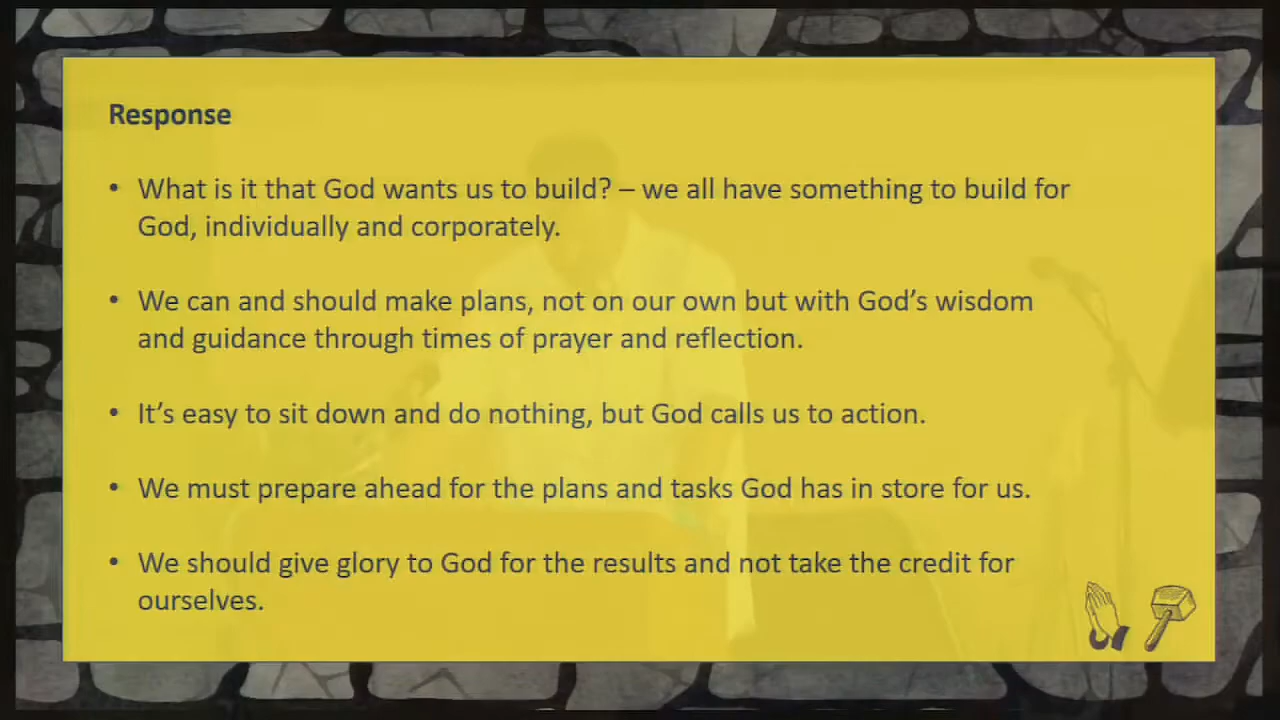 Response
• What is it that God wants us to build? – we all have something to build for
God, individually and corporately.
• We can and should make plans, not on our own but with God’s wisdom
and guidance through times of prayer and reflection.
• It’s easy to sit down and do nothing, but God calls us to action.
• We must prepare ahead for the plans and tasks God has in store for us.
• We should give glory to God for the results and not take the credit for
ourselves.